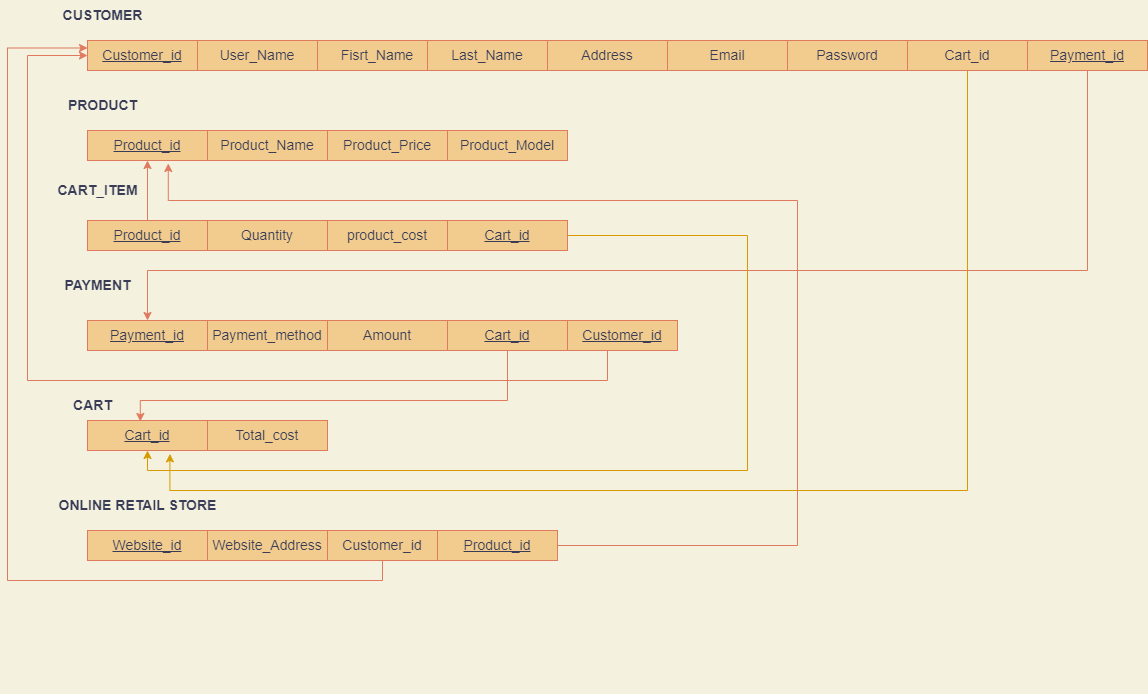 CUSTOMER
Customer_id User_Name Fisrt_Name Last_Name Address Email Password Cart_id Payment_id
PRODUCT
Product_id Product_Name Product_Price Product_Model
CART_ITEM
Product_id Quantity product_cost Cart_id
PAYMENT
Payment_id Payment_method Amount Cart_id Customer_id
CART
Cart_id Total_cost
ONLINE RETAIL STORE
Website_id Website_Address Customer_id Product_id